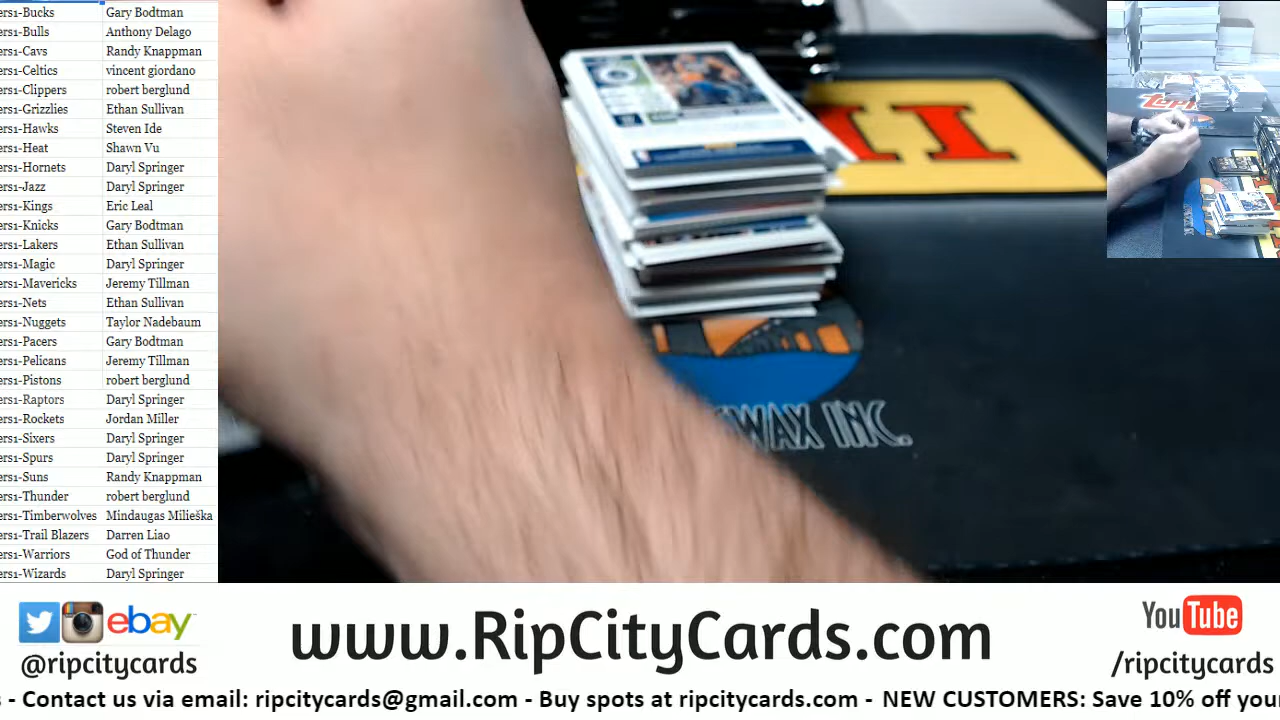 ers1-Bucks Gary Bodtman
ers1-Bulls Anthony Delago
ers1-Cavs Randy Knappman
ers1-Celtics vincent giordano
ers1-Clippers robert berglund
ers1-Grizzlies Ethan Sullivan
ers1-Hawks Steven Ide
ers1-Heat Shawn Vu
ers1-Hornets Daryl Springer
ers1-Jazz Daryl Springer
ers1-Kings Eric Leal
ers1-Knicks Gary Bodtman
ers1-Lakers Ethan Sullivan
ers1-Magic Daryl Springer
ers1-Mavericks Jeremy Tillman
ers1-Nets Ethan Sullivan
ers1-Nuggets Taylor Nadebaum
ers1-Pacers Gary Bodtman
ers1-Pelicans Jeremy Tillman
ers1-Pistons robert berglund
ers1-Raptors Daryl Springer
ers1-Rockets Jordan Miller
ers1-Sixers Daryl Springer
ers1-Spurs Daryl Springer
ers1-Suns Randy Knappman
ers1-Thunder robert berglund
ers1-Timberwolves Mindaugas Milieška
ers1-Trail Blazers Darren Liao
ers1-Warriors God of Thunder
ers1-Wizards Daryl Springer
WAX INC.
ebay
@ripcitycards
www.RipCityCards.com
YouTube
/ripcitycards
s - Contact us via email: ripcitycards@gmail.com - Buy spots at ripcitycards.com - NEW CUSTOMERS: Save 10% off your